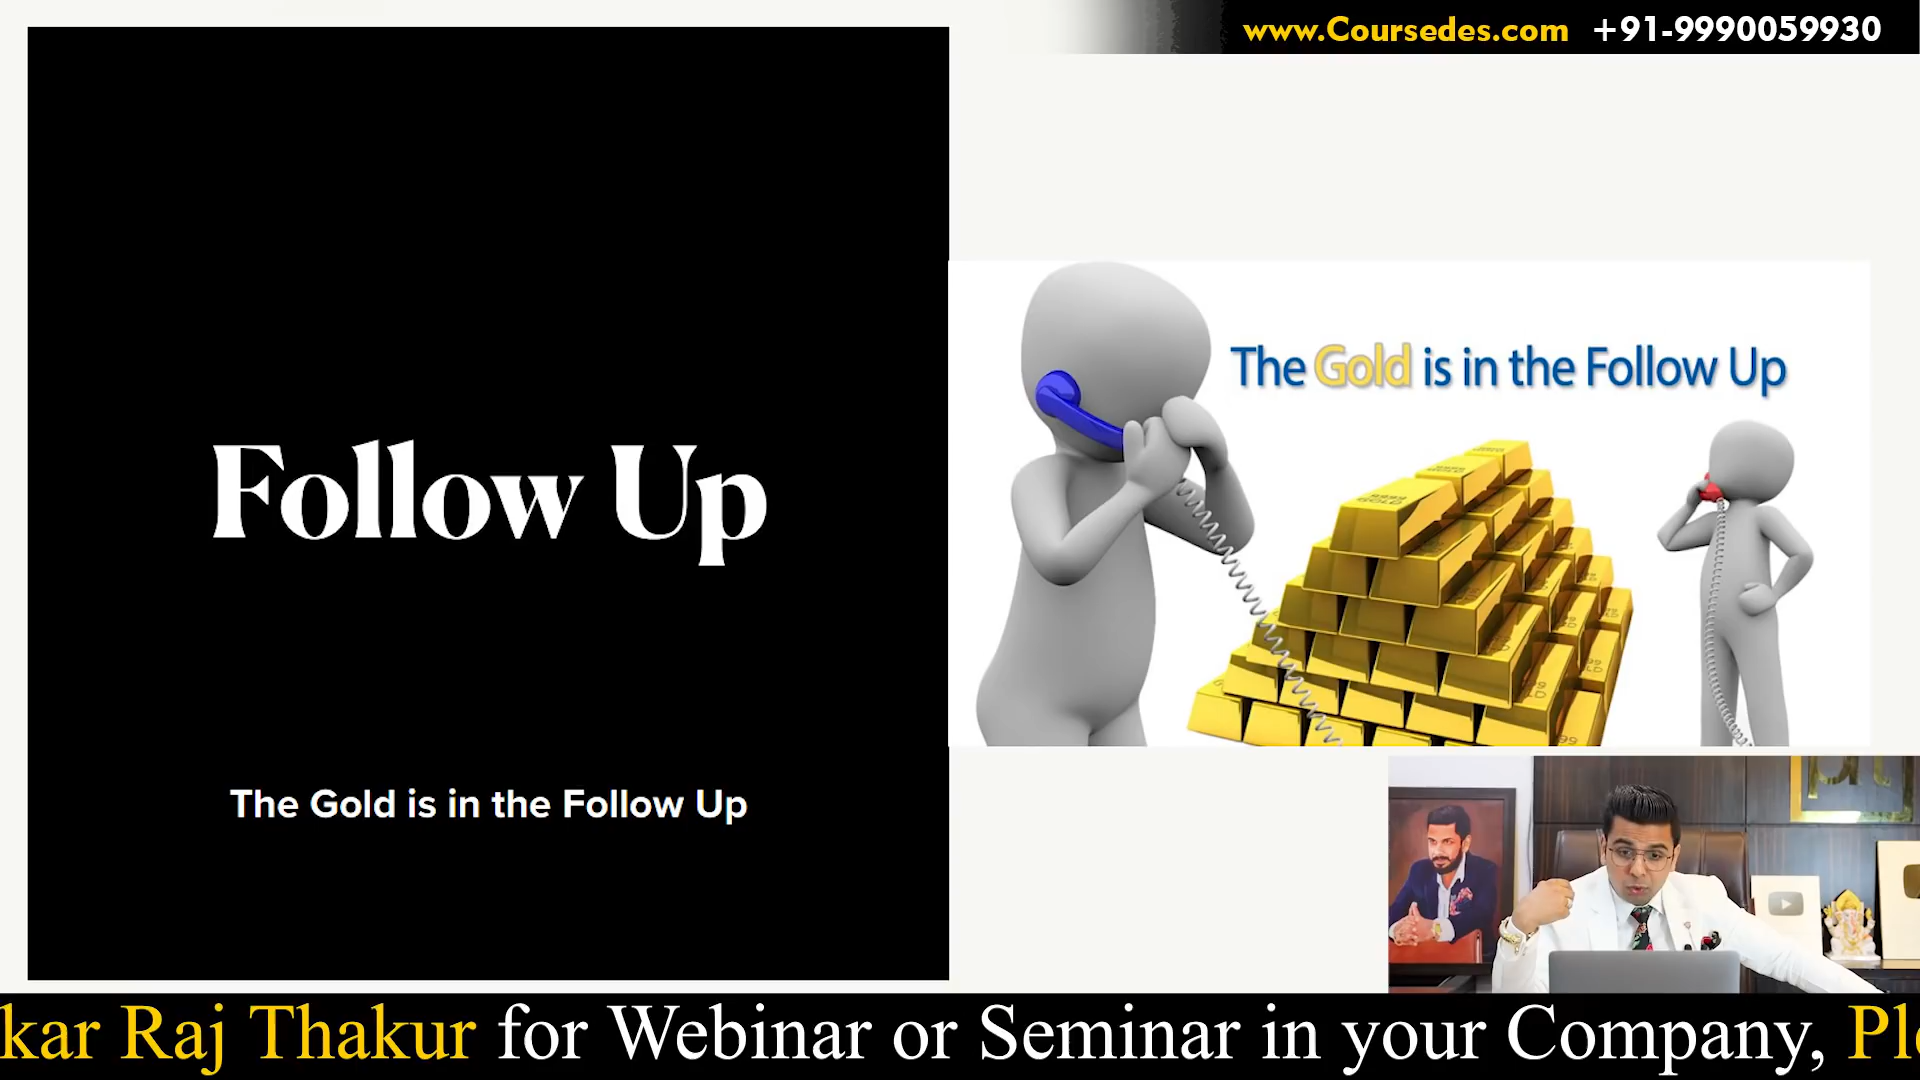 www.Coursedes.com +91-9990059930
Follow Up
The Gold is in the Follow Up
The Gold is in the Follow Up
kar Raj Thakur for Webinar or Seminar in your Company,